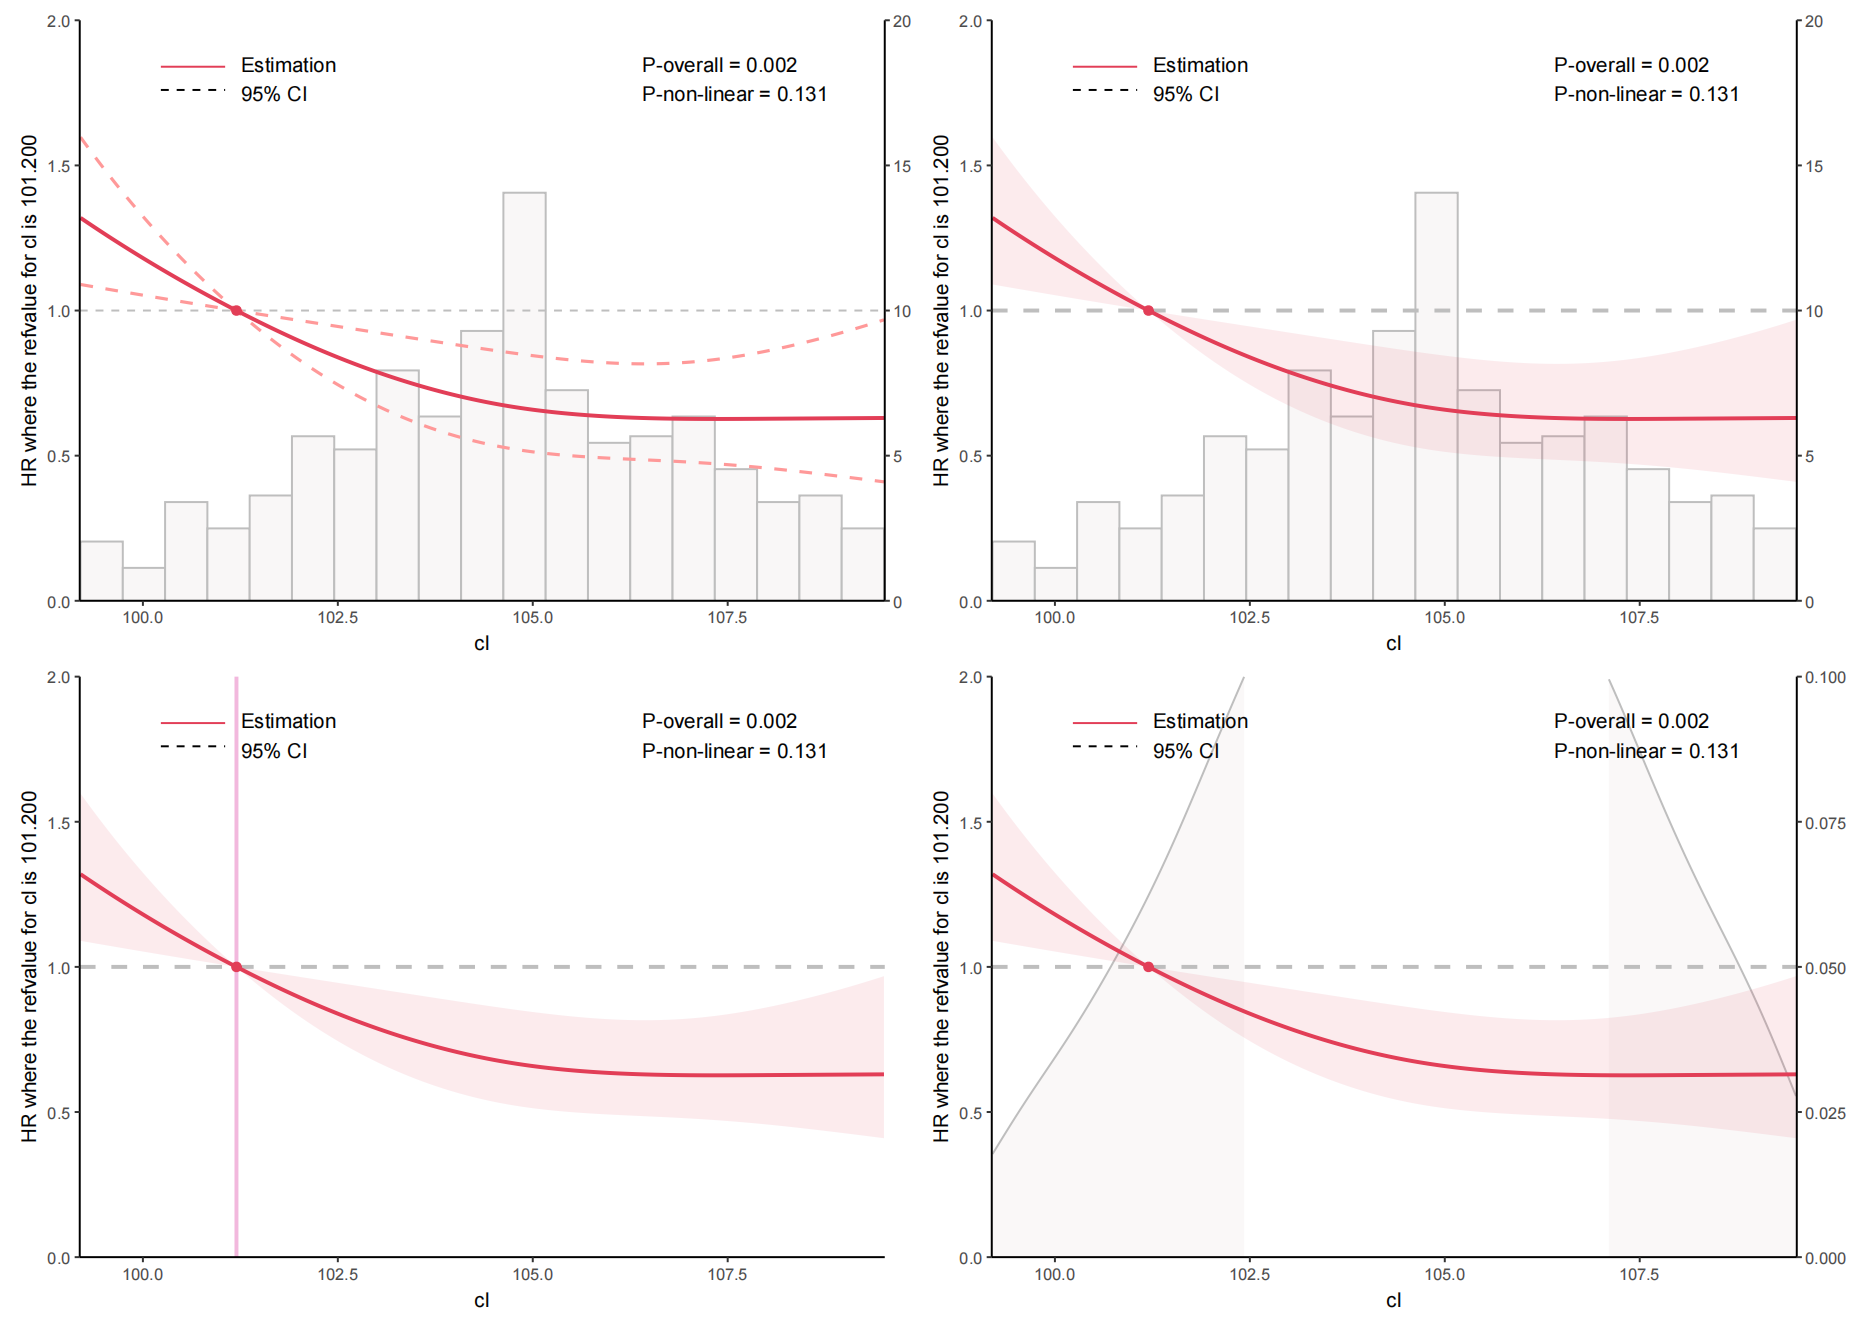 2.0
1.5
1.0
0.5
0.0
20
15
10
5
0
HR where the refvalue for cl is 101.200
Estimation
95% CI
P-overall = 0.002
P-non-linear = 0.131
100.0 102.5 105.0 107.5
cl
2.0
1.5
1.0
0.5
0.0
20
15
10
5
0
HR where the refvalue for cl is 101.200
Estimation
95% CI
P-overall = 0.002
P-non-linear = 0.131
100.0 102.5 105.0 107.5
cl
2.0
1.5
1.0
0.5
0.0
HR where the refvalue for cl is 101.200
Estimation
95% CI
P-overall = 0.002
P-non-linear = 0.131
100.0 102.5 105.0 107.5
cl
2.0
1.5
1.0
0.5
0.0
0.100
0.075
0.050
0.025
0.000
HR where the refvalue for cl is 101.200
Estimation
95% CI
P-overall = 0.002
P-non-linear = 0.131
100.0 102.5 105.0 107.5
cl